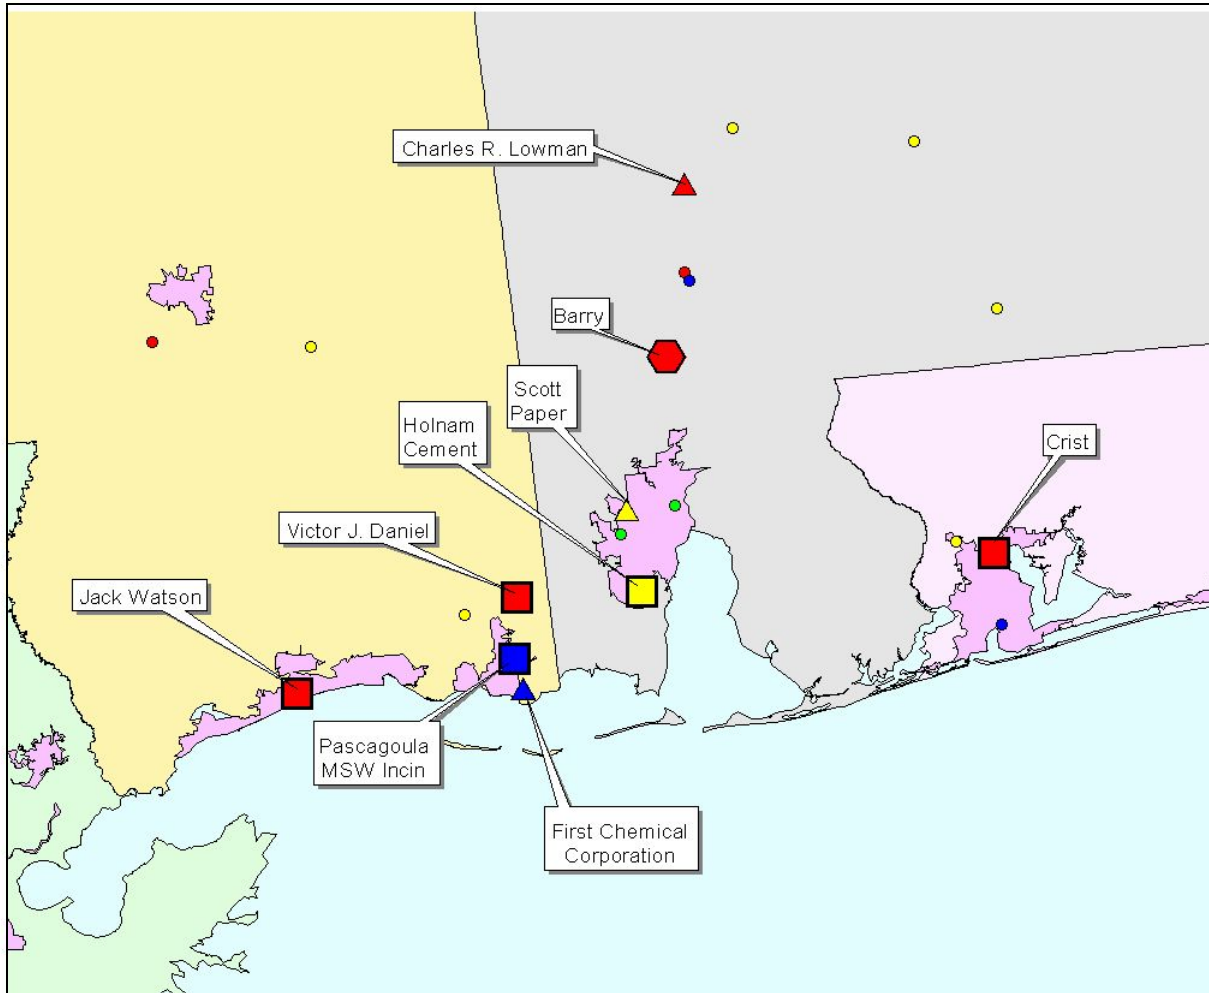 Charles R. Lowman
Barry
Scott
Paper
Holnam
Cement
Crist
Victor J. Daniel
Jack Watson
Pascagoula
MSW Incin
First Chemical
Corporation